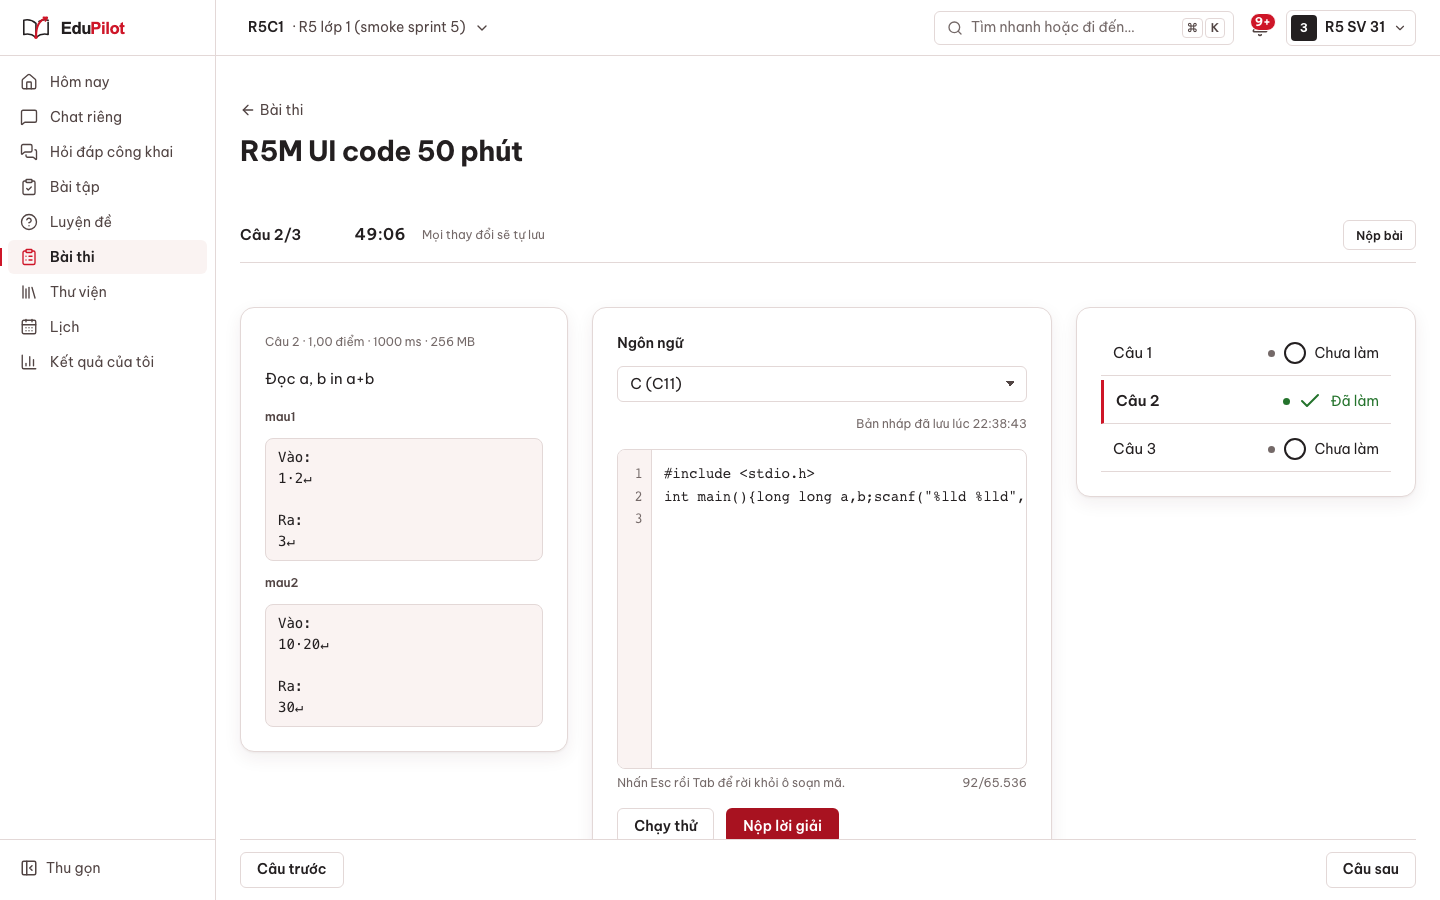 EduPilot
R5C1 · R5 lớp 1 (smoke sprint 5)
Tìm nhanh hoặc đi đến...
⌘ K
9+
3 R5 SV 31
Hôm nay
Chat riêng
Hỏi đáp công khai
Bài tập
Luyện đề
Bài thi
Thư viện
Lịch
Kết quả của tôi
Thu gọn
← Bài thi
R5M UI code 50 phút
Câu 2/3 49:06 Mọi thay đổi sẽ tự lưu
Nộp bài
Câu 2 · 1,00 điểm · 1000 ms · 256 MB
Đọc a, b in a+b
mau1
Vào:
1·2↵
Ra:
3↵
mau2
Vào:
10·20↵
Ra:
30↵
Ngôn ngữ
C (C11)
Bản nháp đã lưu lúc 22:38:43
1 #include <stdio.h>
2 int main(){long long a,b;scanf("%lld %lld",
3
Nhấn Esc rồi Tab để rời khỏi ô soạn mã. 92/65.536
Chạy thử Nộp lời giải
Câu 1 Chưa làm
Câu 2 Đã làm
Câu 3 Chưa làm
Câu trước
Câu sau